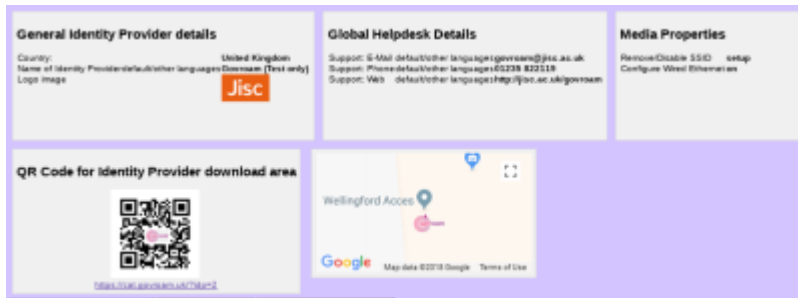 General Identity Provider details
Country: United Kingdom
Name of Identity Provider default/other languages Govroam (Test only)
Logo image
Jisc
Global Helpdesk Details
Support: E-Mail default/other languages govroam@jisc.ac.uk
Support: Phone default/other languages 01235 822119
Support: Web default/other languages http://jisc.ac.uk/govroam
Media Properties
Remove/Disable SSID setup
Configure Wired Ethernet on
QR Code for Identity Provider download area
Wellingford Acces
Google Map data ©2018 Google Terms of Use